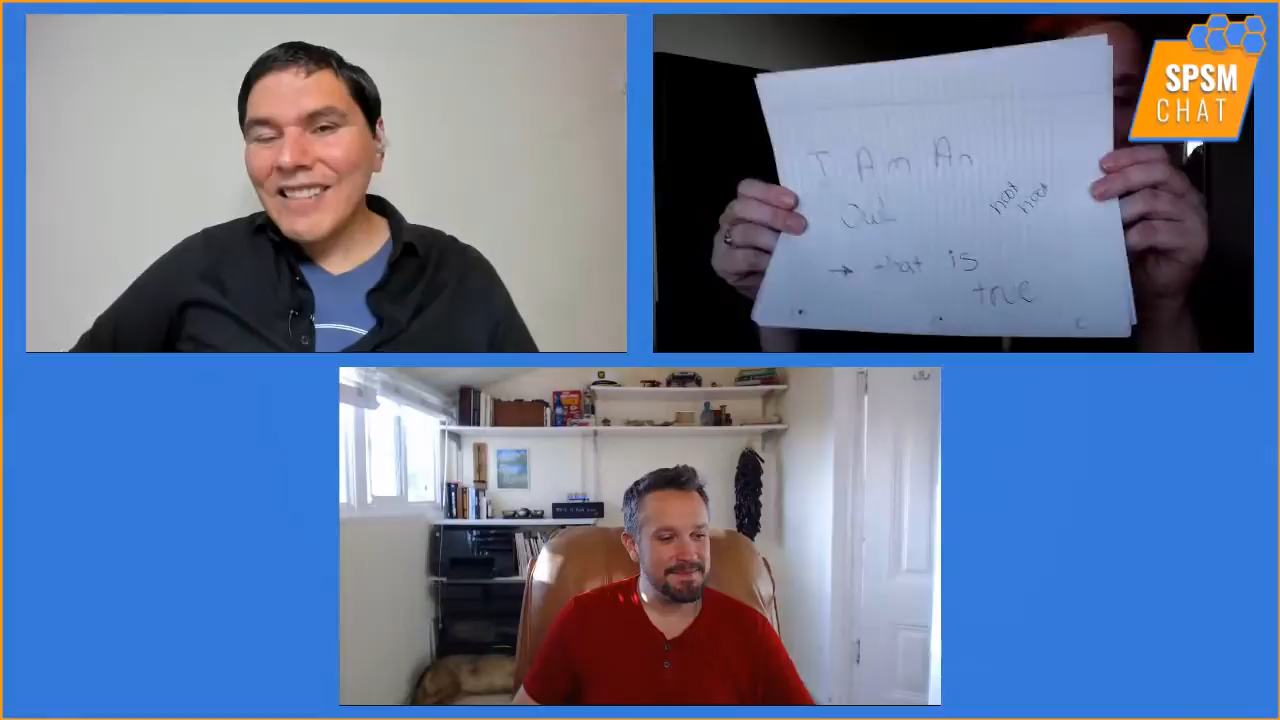 SPSM
CHAT
I Am An
Owl
hoot
hoot
→ that is
true